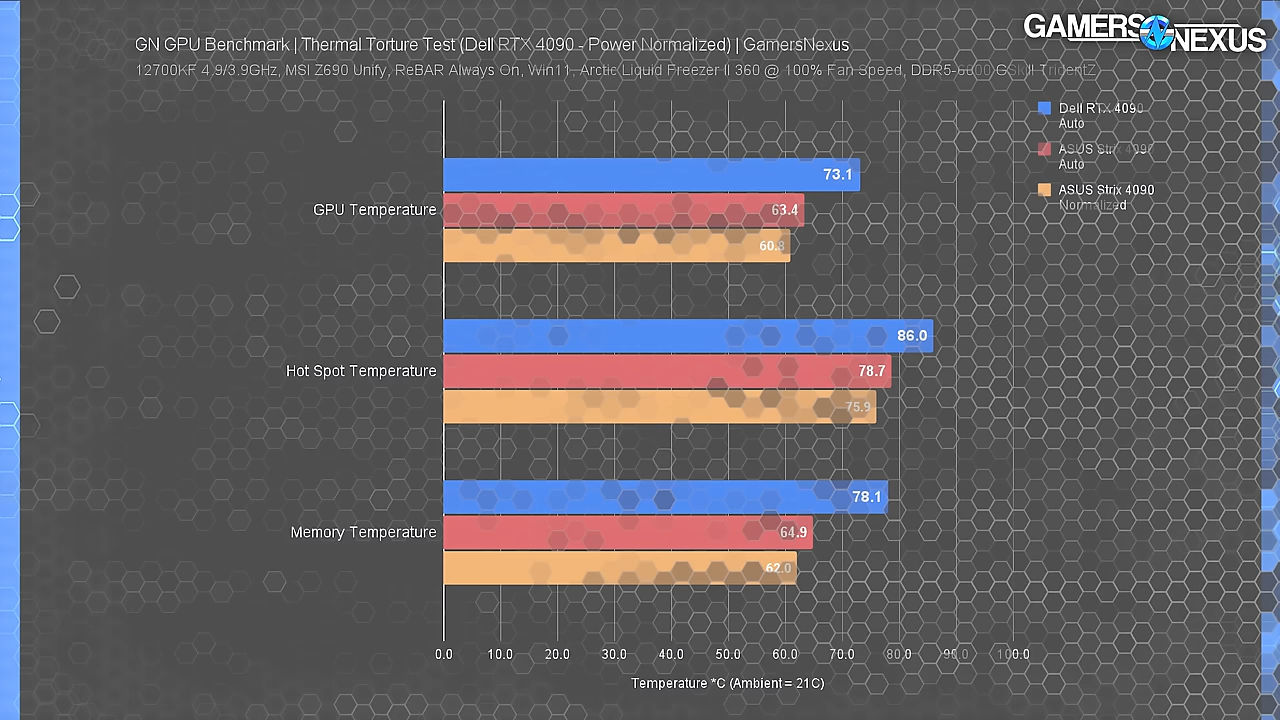 GAMERS NEXUS
GN GPU Benchmark | Thermal Torture Test (Dell RTX 4090 - Power Normalized) | GamersNexus
12700KF 4.9/3.9GHz, MSI Z690 Unify, ReBAR Always On, Win11, Arctic Liquid Freezer II 360 @ 100% Fan Speed, DDR5-6800 GSkill TridentZ
Dell RTX 4090
Auto
ASUS Strix 4090
Auto
ASUS Strix 4090
Normalized
GPU Temperature
73.1
63.4
60.8
Hot Spot Temperature
86.0
78.7
75.9
Memory Temperature
78.1
64.9
62.0
0.0 10.0 20.0 30.0 40.0 50.0 60.0 70.0 80.0 90.0 100.0
Temperature *C (Ambient = 21C)